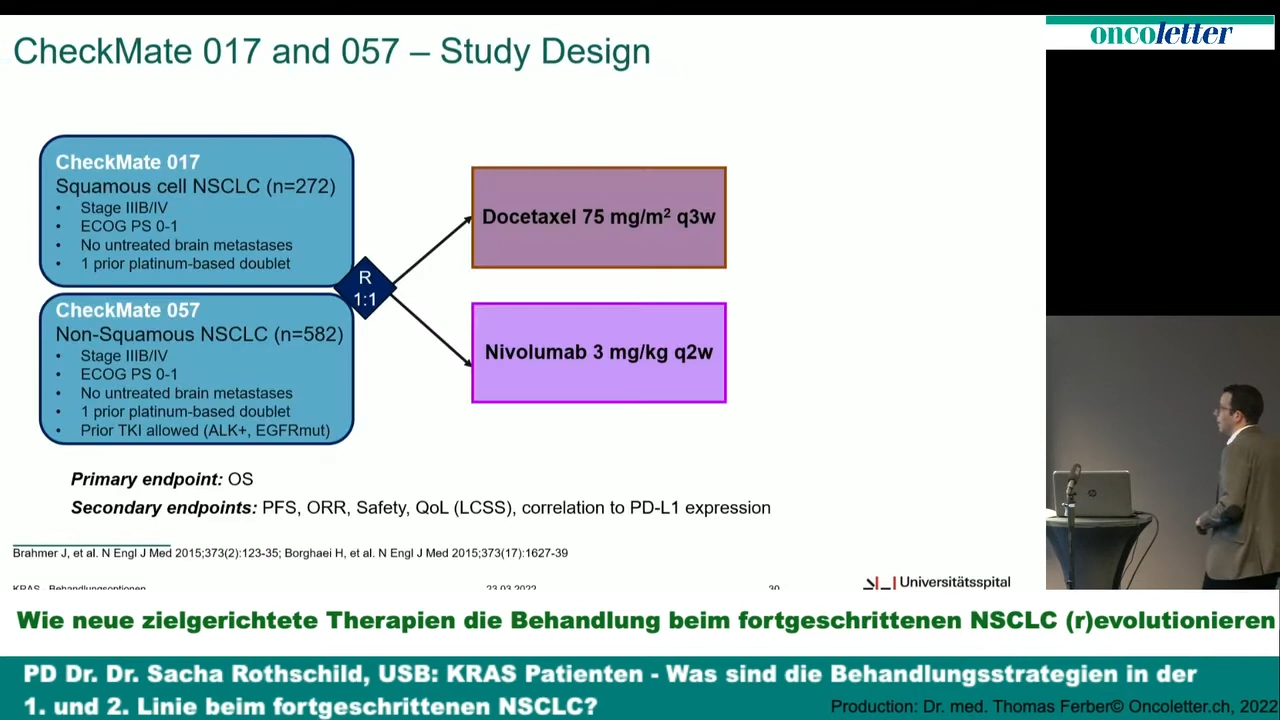 CheckMate 017 and 057 – Study Design
oncoletter
CheckMate 017
Squamous cell NSCLC (n=272)
• Stage IIIB/IV
• ECOG PS 0-1
• No untreated brain metastases
• 1 prior platinum-based doublet
R
1:1
CheckMate 057
Non-Squamous NSCLC (n=582)
• Stage IIIB/IV
• ECOG PS 0-1
• No untreated brain metastases
• 1 prior platinum-based doublet
• Prior TKI allowed (ALK+, EGFRmut)
Docetaxel 75 mg/m² q3w
Nivolumab 3 mg/kg q2w
Primary endpoint: OS
Secondary endpoints: PFS, ORR, Safety, QoL (LCSS), correlation to PD-L1 expression
Brahmer J, et al. N Engl J Med 2015;373(2):123-35; Borghaei H, et al. N Engl J Med 2015;373(17):1627-39
KRAS - Behandlungsoptionen
23.03.2022
Universitätsspital
hp
Wie neue zielgerichtete Therapien die Behandlung beim fortgeschrittenen NSCLC (r)evolutionieren
PD Dr. Dr. Sacha Rothschild, USB: KRAS Patienten - Was sind die Behandlungsstrategien in der
1. und 2. Linie beim fortgeschrittenen NSCLC?
Production: Dr. med. Thomas Ferber© Oncoletter.ch, 2022